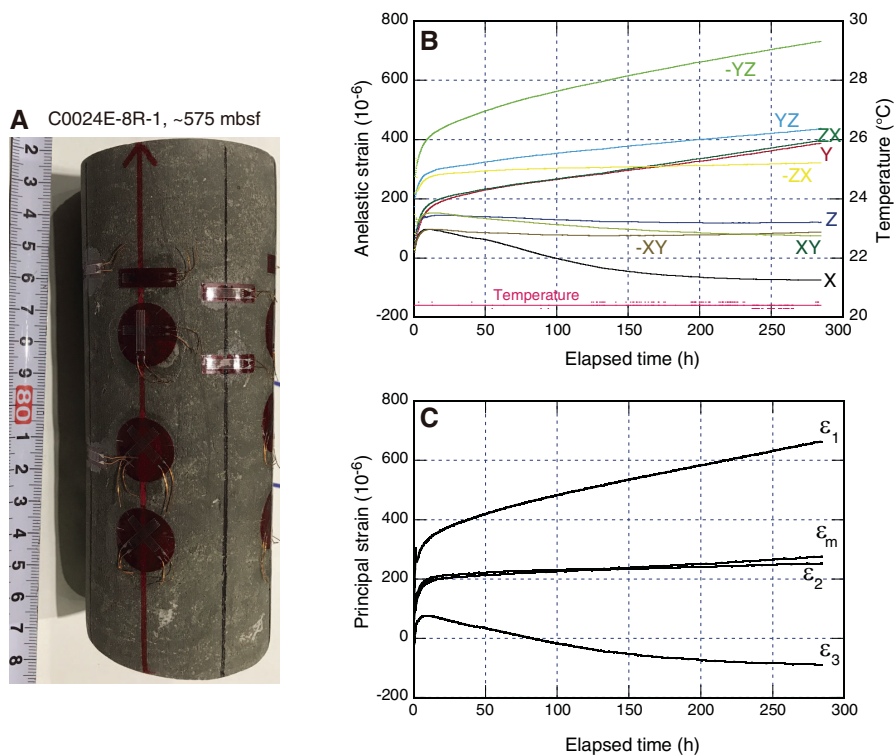 A C0024E-8R-1, ~575 mbsf
2
3
4
5
6
7
8
9
80
1
2
3
4
5
6
7
8
B
800
600
400
200
0
-200
Anelastic strain (10⁻⁶)
30
28
26
24
22
20
Temperature (°C)
-YZ
YZ
ZX
Y
-ZX
Z
-XY
XY
X
Temperature
0 50 100 150 200 250 300
Elapsed time (h)
C
800
600
400
200
0
-200
Principal strain (10⁻⁶)
ε₁
εₘ
ε₂
ε₃
0 50 100 150 200 250 300
Elapsed time (h)